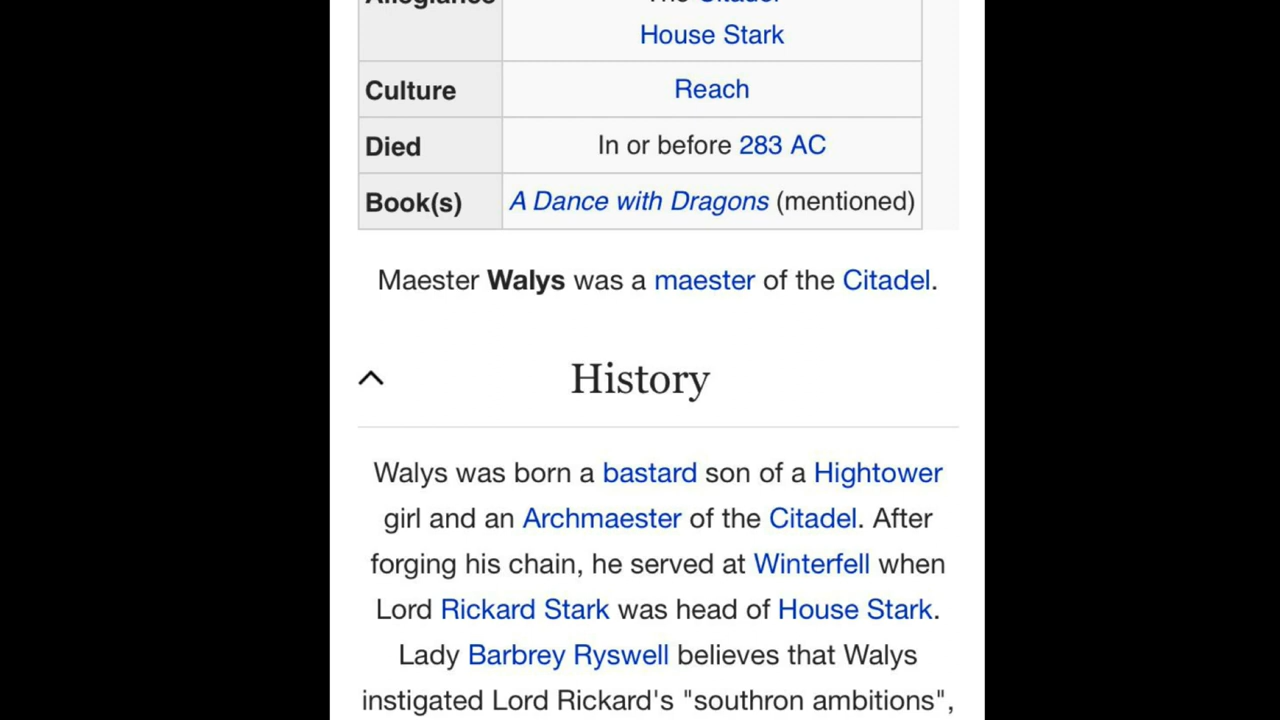 Allegiance The Citadel
House Stark
Culture Reach
Died In or before 283 AC
Book(s) A Dance with Dragons (mentioned)
Maester Walys was a maester of the Citadel.
History
Walys was born a bastard son of a Hightower
girl and an Archmaester of the Citadel. After
forging his chain, he served at Winterfell when
Lord Rickard Stark was head of House Stark.
Lady Barbrey Ryswell believes that Walys
instigated Lord Rickard's "southron ambitions",